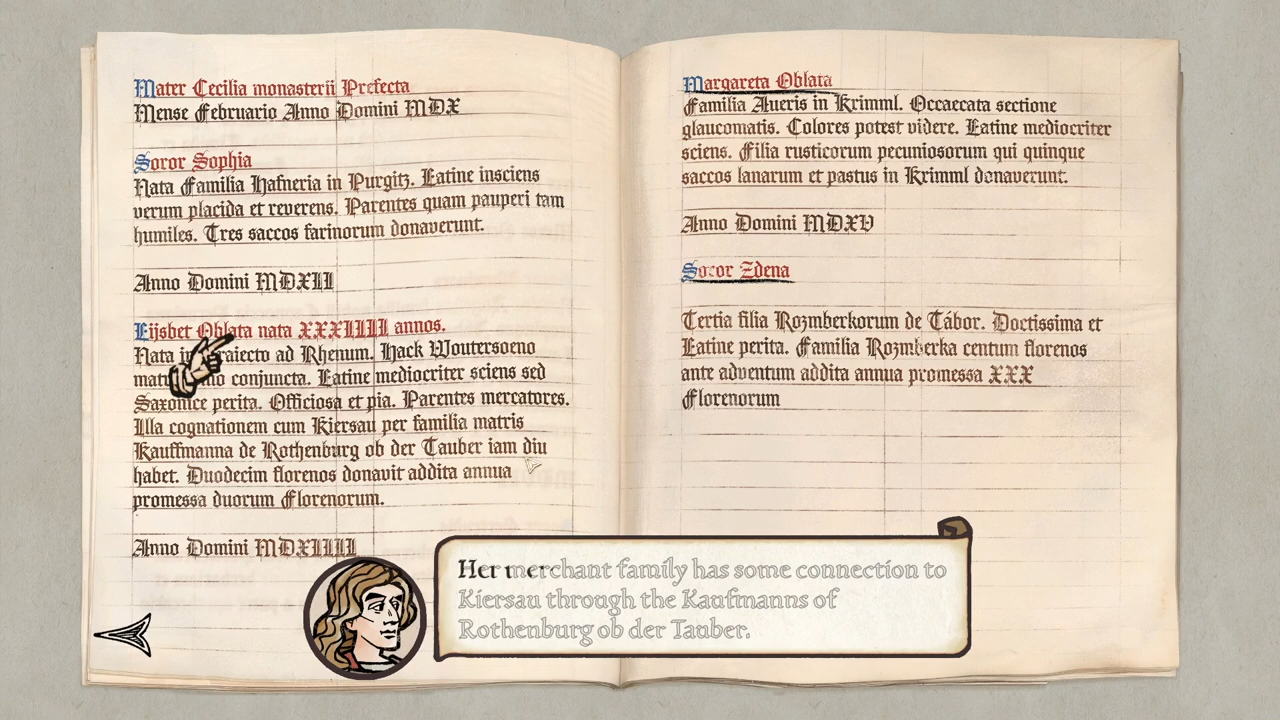 Mater Cecilia monasterii Prefecta
Mense Februario Anno Domini MDX
Soror Sophia
Nata Familia Hafneria in Purgitz. Latine insciens
verum placida et reverens. Parentes quam pauperi tam
humiles. Tres saccos farinorum donaverunt.
Anno Domini MDXII
Lijsbet Oblata nata XXXIIIII annos.
Nata ad Rhenum. Hack Woutersoeno
conjuncta. Latine mediocriter sciens sed
Saxonice perita. Officiosa et pia. Parentes mercatores.
Illa cognationem cum Kiersau per familia matris
Kauffmanna de Rothenburg ob der Tauber iam diu
habet. Duodecim florenos donavit addita annua
promessa duorum Florenorum.
Anno Domini MDXIIII
Margareta Oblata
Familia Aueris in Krimml. Occaecata sectione
glaucomatis. Colores potest videre. Latine mediocriter
sciens. Filia rusticorum pecuniosorum qui quinque
saccos lanarum et pastus in Krimml donaverunt.
Anno Domini MDXV
Soror Zdena
Tertia filia Rozmberkorum de Tábor. Doctissima et
Latine perita. Familia Rozmberka centum florenos
ante adventum addita annua promessa XXX
Florenorum
Her merchant family has some connection to
Kiersau through the Kaufmanns of
Rothenburg ob der Tauber.